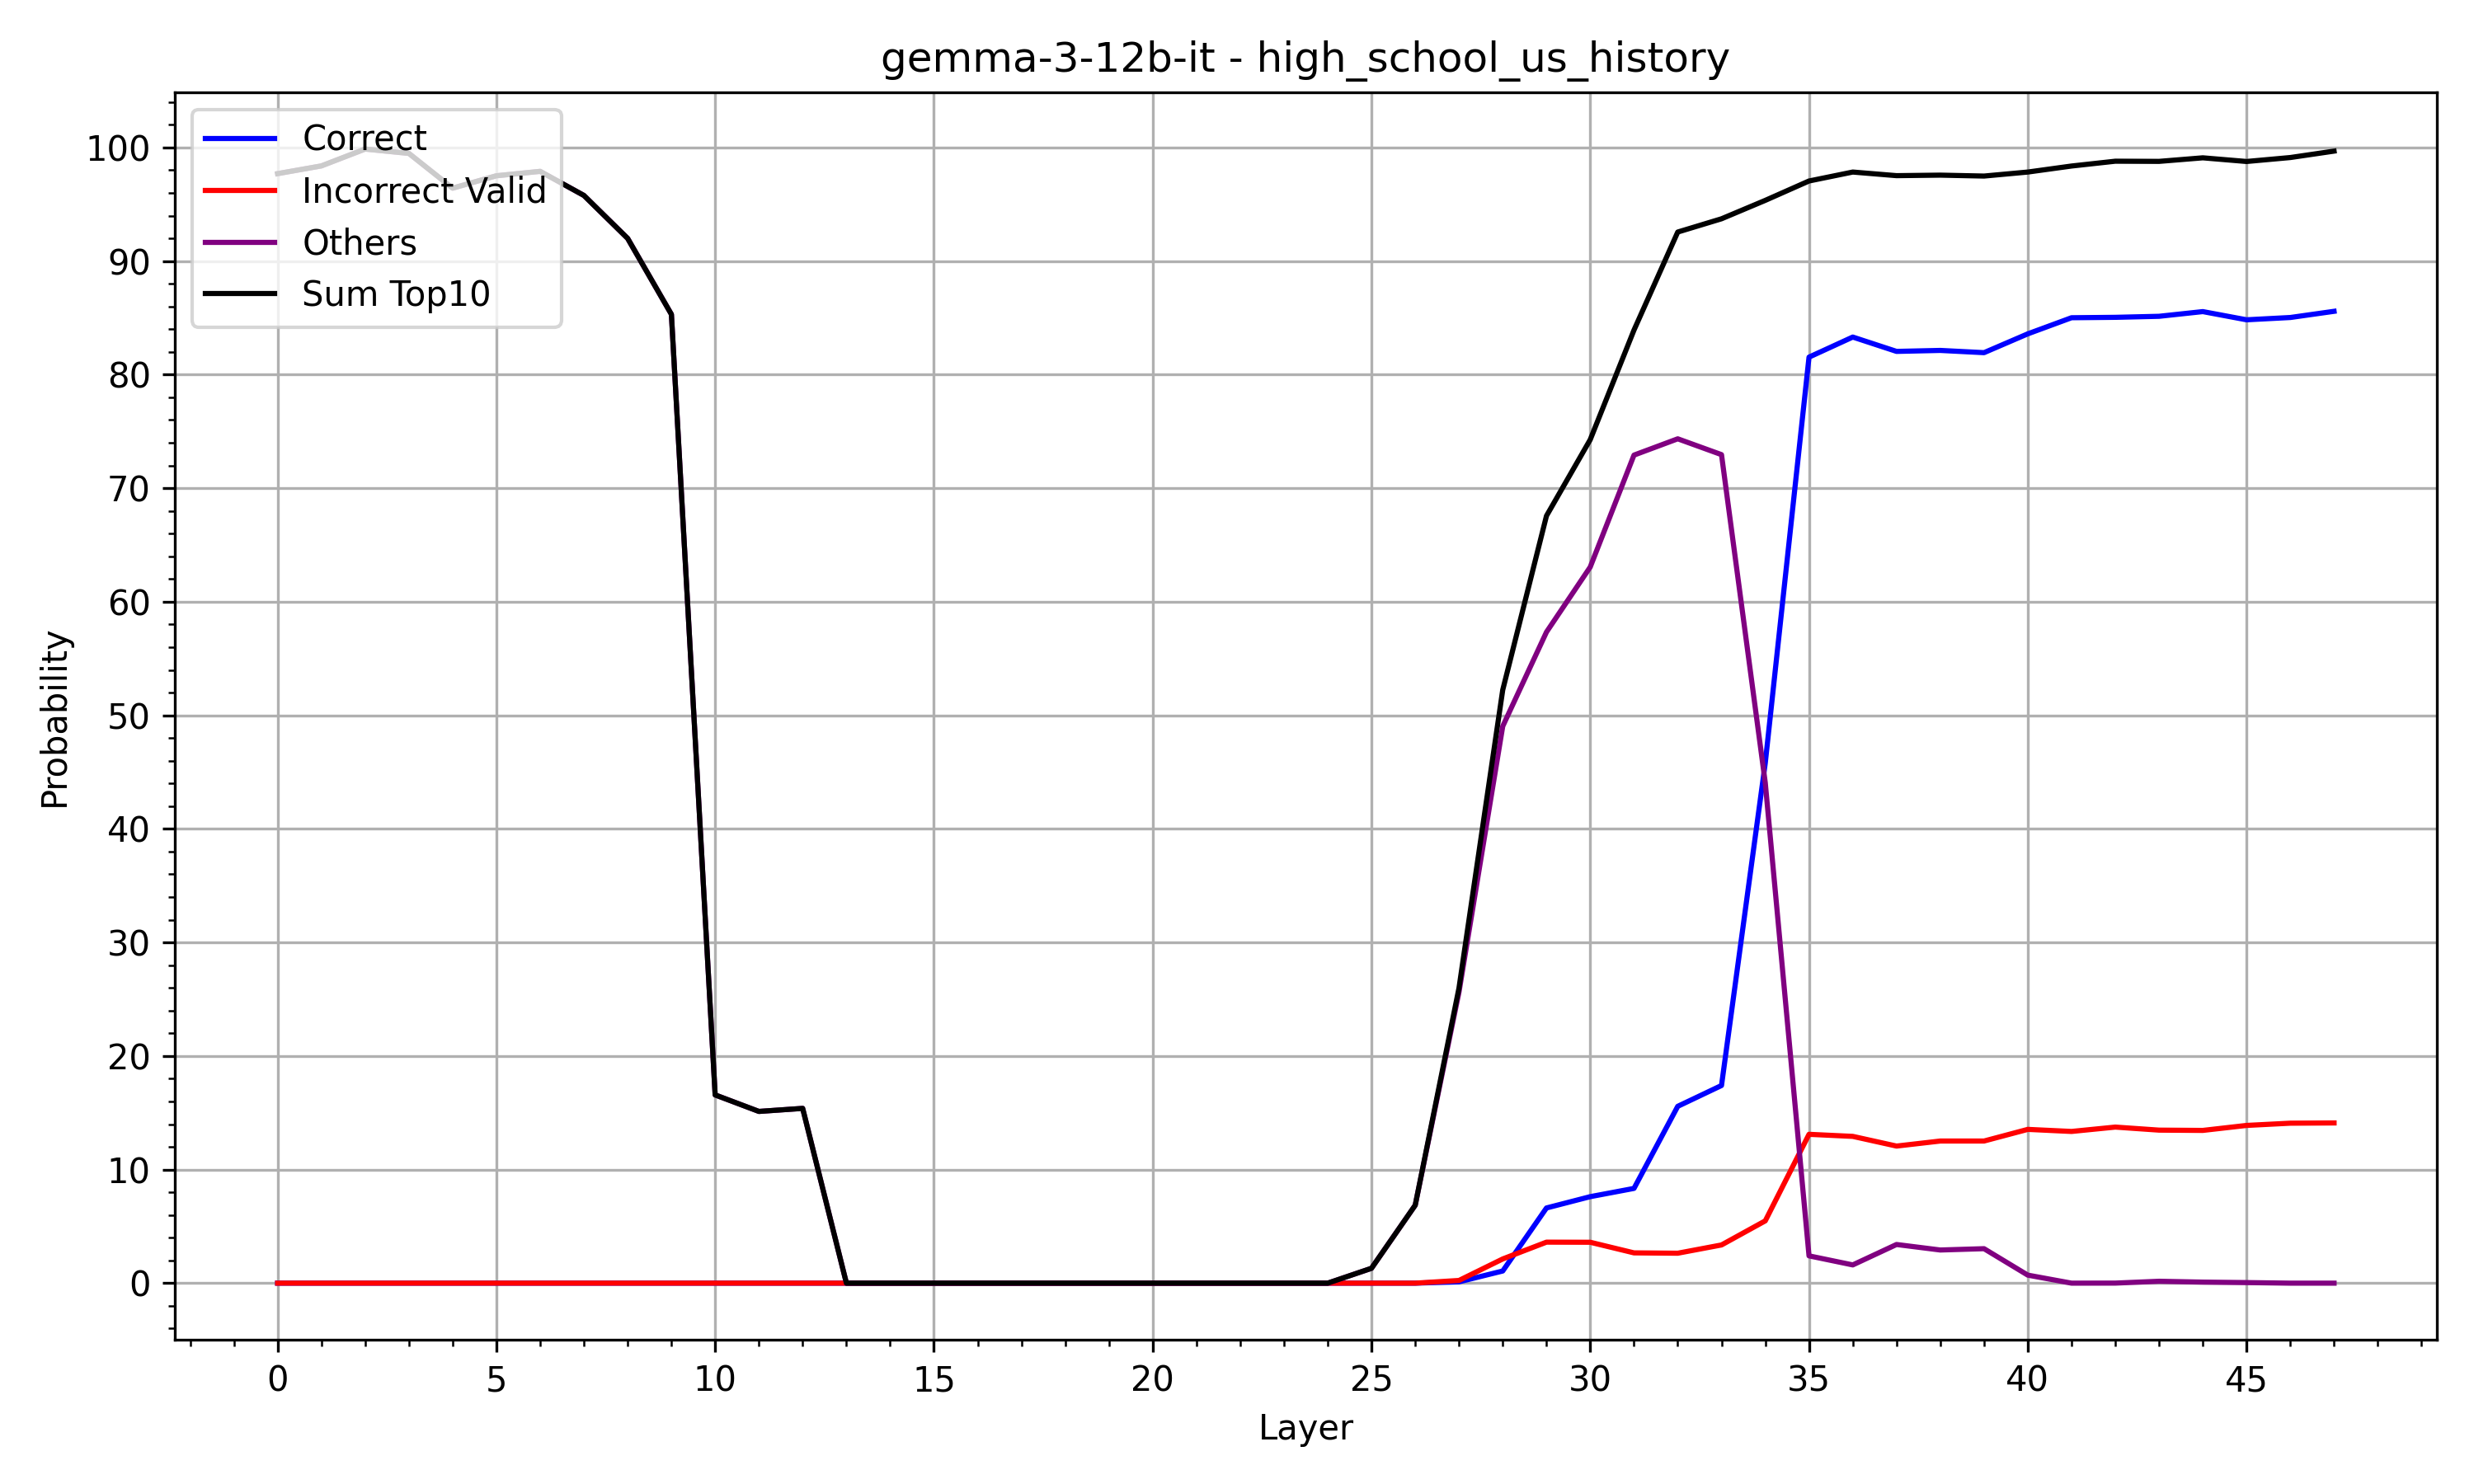 gemma-3-12b-it - high_school_us_history
Correct
Incorrect Valid
Others
Sum Top10
100
90
80
70
60
50
40
30
20
10
0
Probability
0 5 10 15 20 25 30 35 40 45
Layer